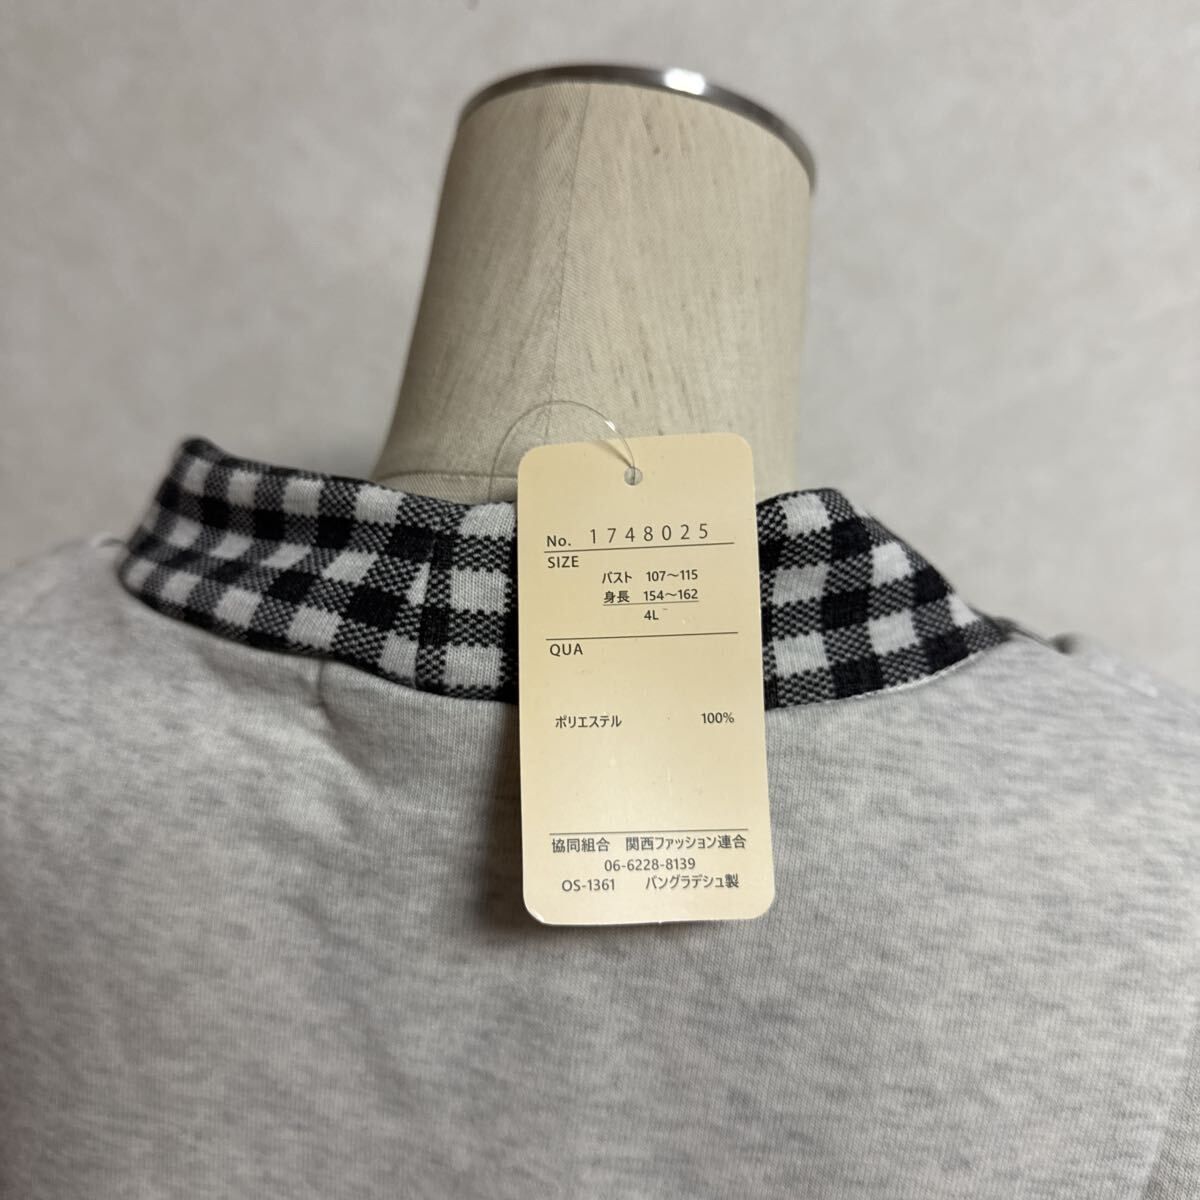 No. 1748025
SIZE
バスト 107～115
身長 154～162
4L
QUA
ポリエステル 100%
協同組合 関西ファッション連合
06-6228-8139
OS-1361 バングラデシュ製